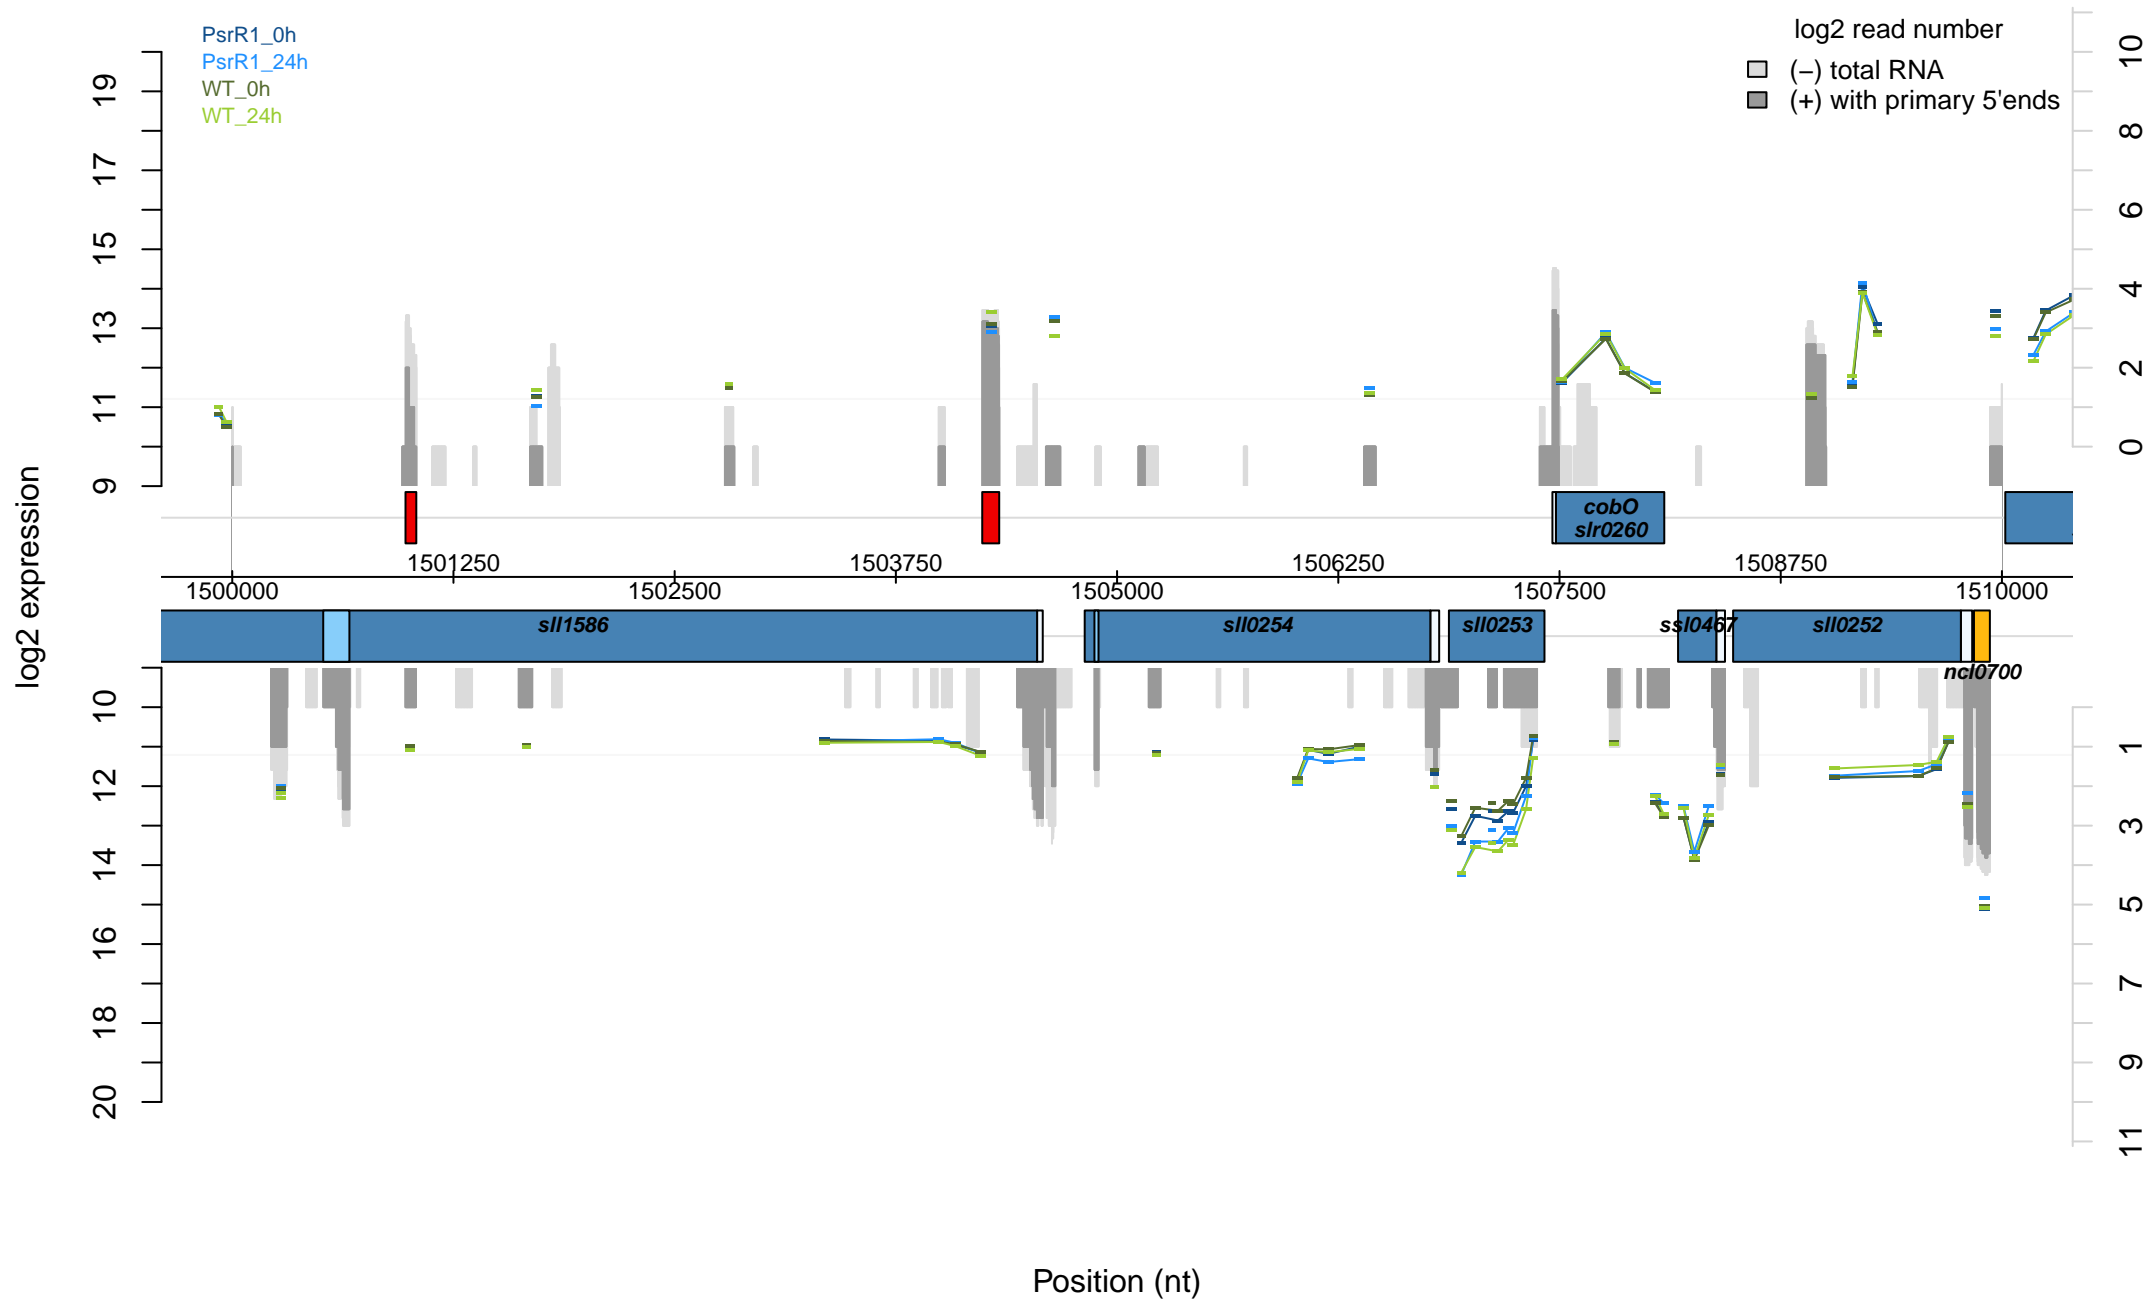 PsrR1_0h
PsrR1_24h
WT_0h
WT_24h
log2 read number
(−) total RNA
(+) with primary 5'ends
19
17
15
13
11
9
10
8
6
4
2
0
log2 expression
cobO
slr0260
1501250
1503750
1506250
1508750
1500000
1502500
1505000
1507500
1510000
sll1586
sll0254
sll0253
ssl0467
sll0252
ncl0700
10
12
14
16
18
20
1
3
5
7
9
11
Position (nt)